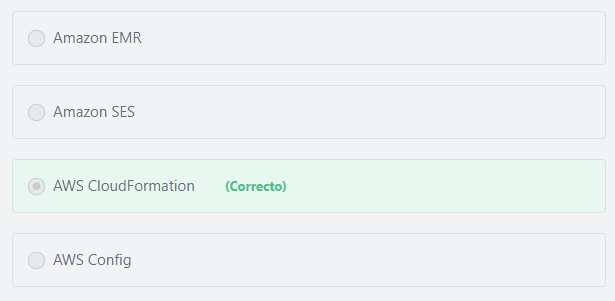 Amazon EMR
Amazon SES
AWS CloudFormation (Correcto)
AWS Config